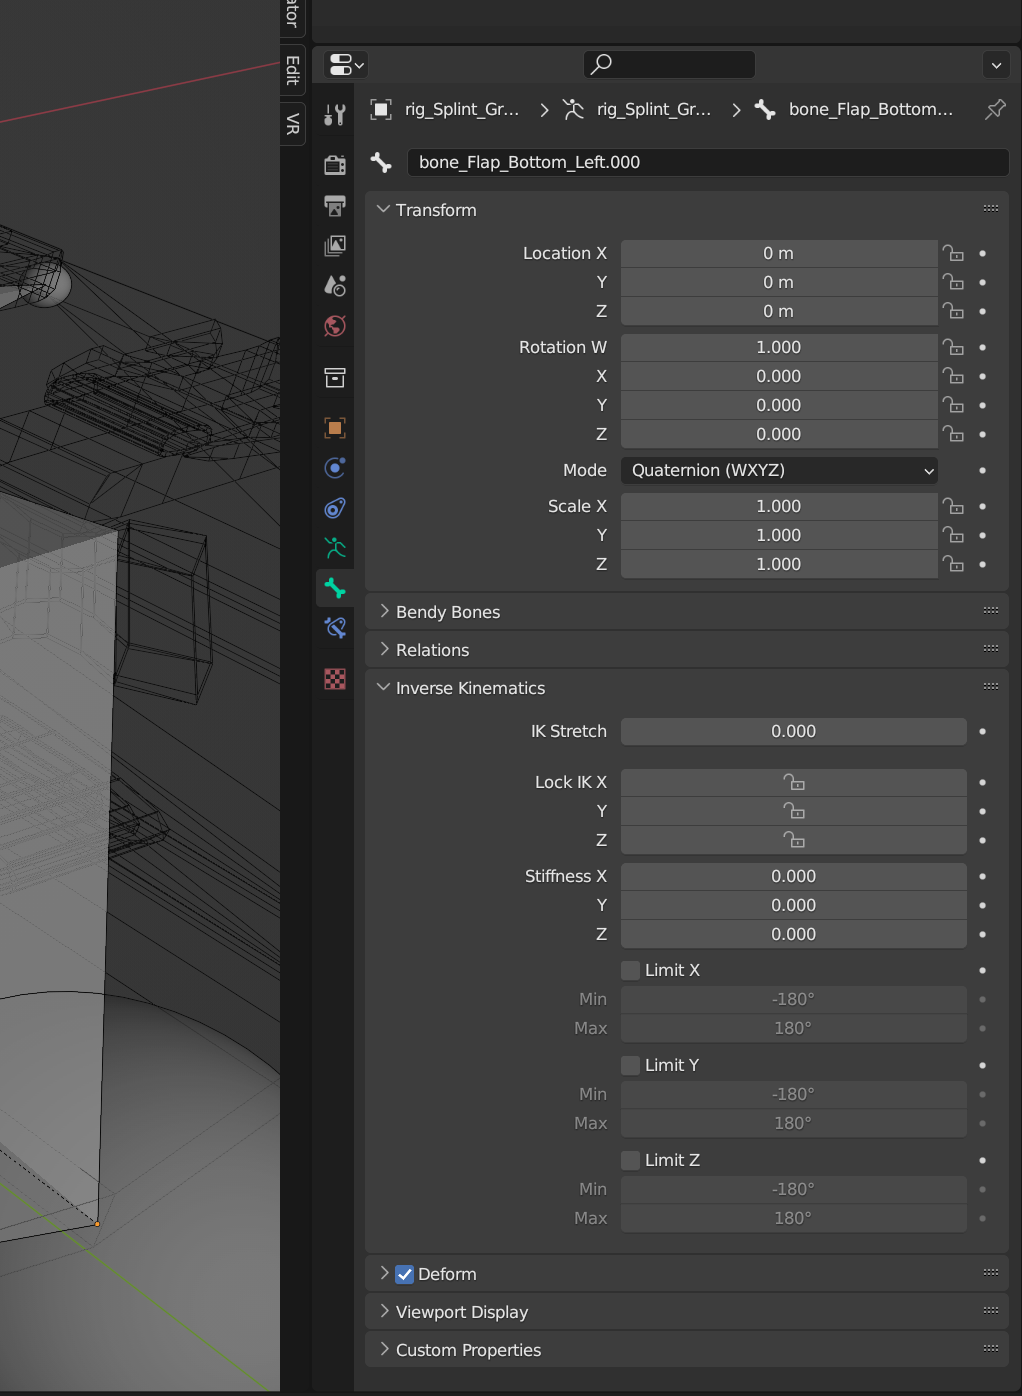 ator
Edit
VR
rig_Splint_Gr... rig_Splint_Gr... bone_Flap_Bottom...
bone_Flap_Bottom_Left.000
Transform
Location X 0 m
Y 0 m
Z 0 m
Rotation W 1.000
X 0.000
Y 0.000
Z 0.000
Mode Quaternion (WXYZ)
Scale X 1.000
Y 1.000
Z 1.000
Bendy Bones
Relations
Inverse Kinematics
IK Stretch 0.000
Lock IK X
Y
Z
Stiffness X 0.000
Y 0.000
Z 0.000
Limit X
Min -180°
Max 180°
Limit Y
Min -180°
Max 180°
Limit Z
Min -180°
Max 180°
Deform
Viewport Display
Custom Properties